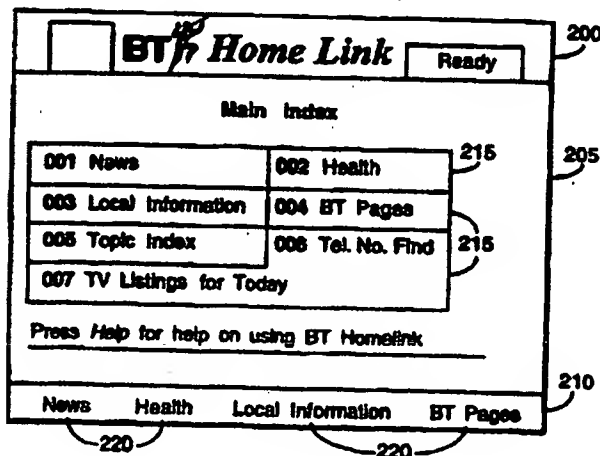 BT Home Link Ready 200
Main Index
001 News 002 Health 215
205
003 Local Information 004 BT Pages
215
005 Topic Index 006 Tel. No. Find
007 TV Listings for Today
Press Help for help on using BT Homelink
210
News Health Local Information BT Pages
220 220